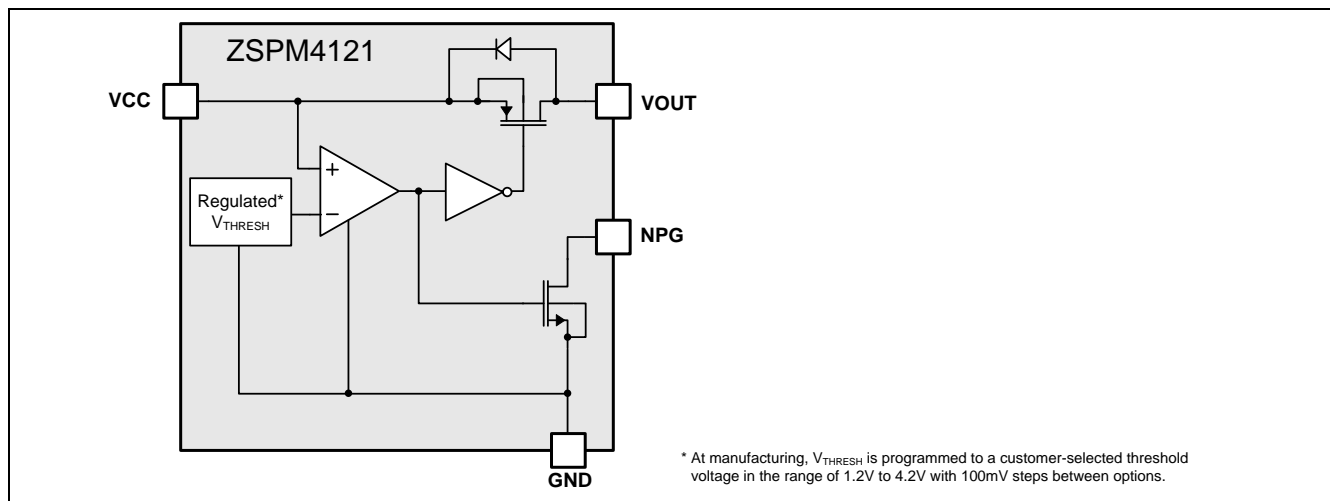 ZSPM4121
VCC
VOUT
+
Regulated*
VTHRESH
−
NPG
GND
* At manufacturing, VTHRESH is programmed to a customer-selected threshold
voltage in the range of 1.2V to 4.2V with 100mV steps between options.